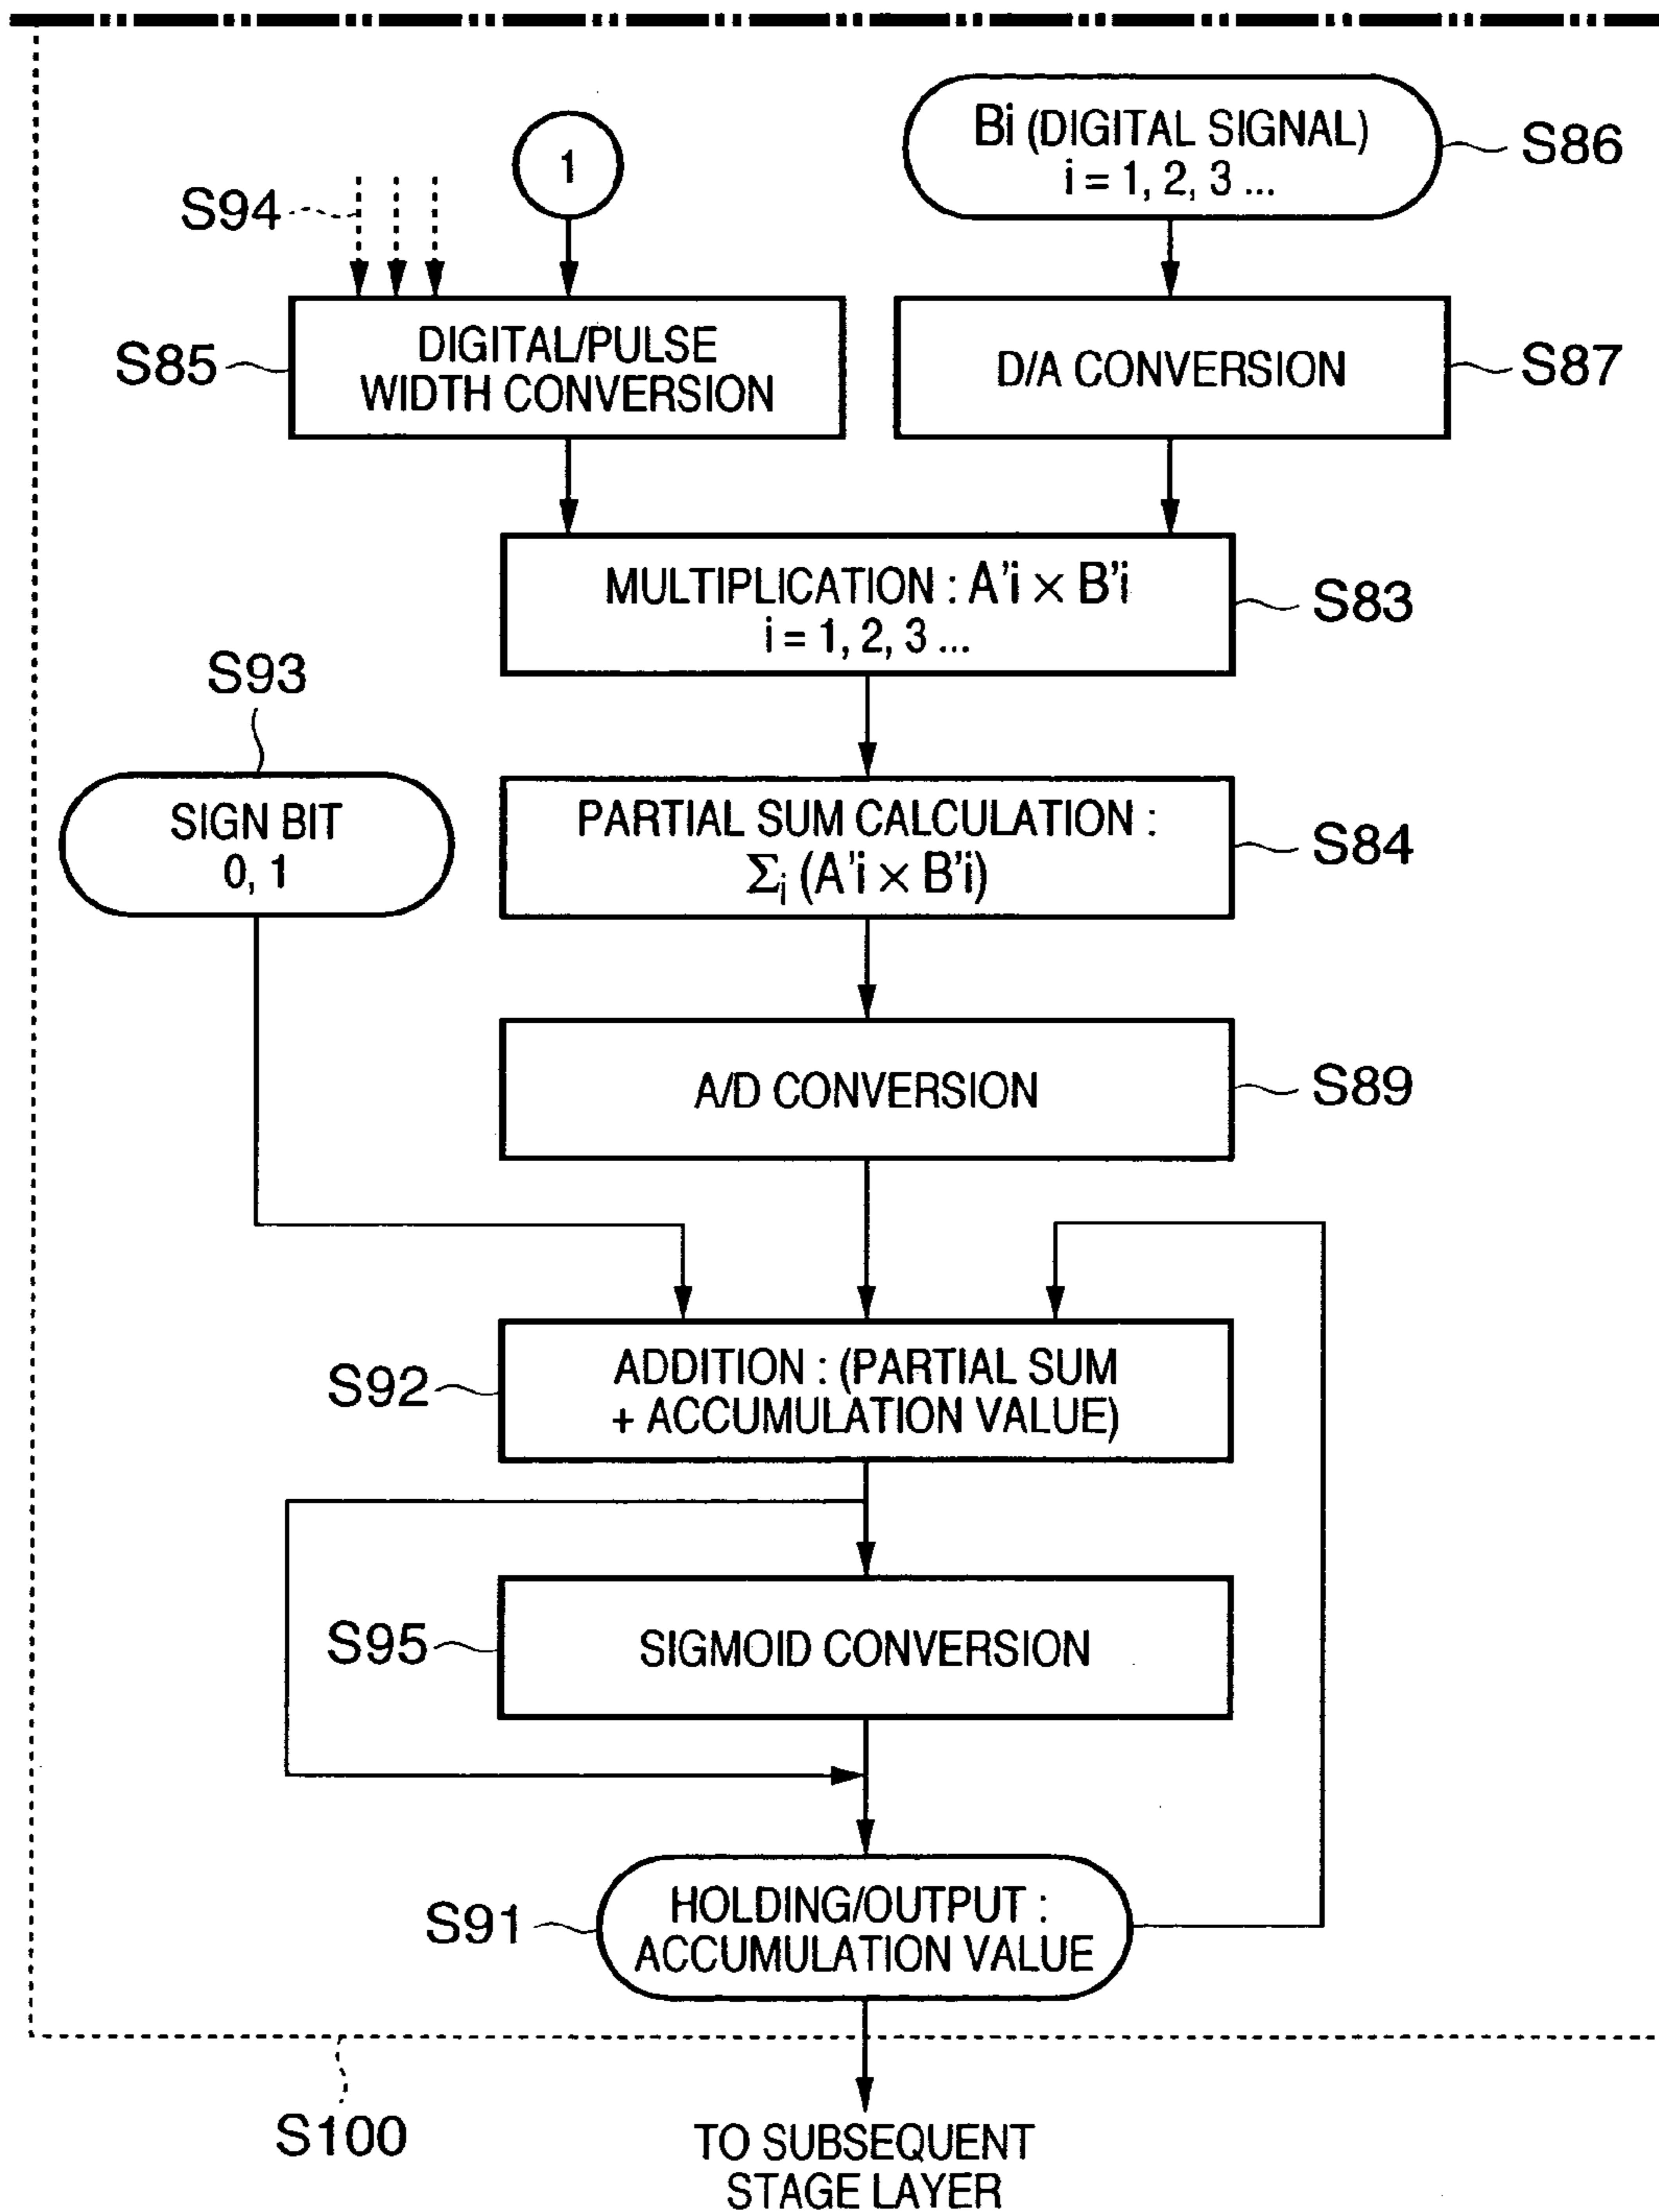 1
Bi (DIGITAL SIGNAL)
i = 1, 2, 3 ...
S86
S94
S85
DIGITAL/PULSE
WIDTH CONVERSION
D/A CONVERSION
S87
MULTIPLICATION : A'i × B'i
i = 1, 2, 3 ...
S83
S93
SIGN BIT
0, 1
PARTIAL SUM CALCULATION :
Σi (A'i × B'i)
S84
A/D CONVERSION
S89
S92
ADDITION : (PARTIAL SUM
+ ACCUMULATION VALUE)
S95
SIGMOID CONVERSION
S91
HOLDING/OUTPUT :
ACCUMULATION VALUE
S100
TO SUBSEQUENT
STAGE LAYER